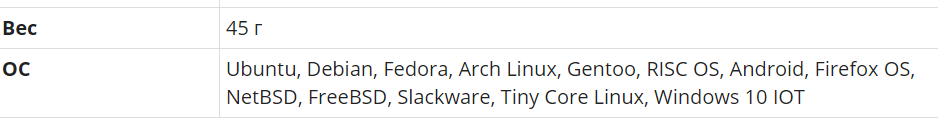 Вес 45 г
ОС Ubuntu, Debian, Fedora, Arch Linux, Gentoo, RISC OS, Android, Firefox OS,
NetBSD, FreeBSD, Slackware, Tiny Core Linux, Windows 10 IOT